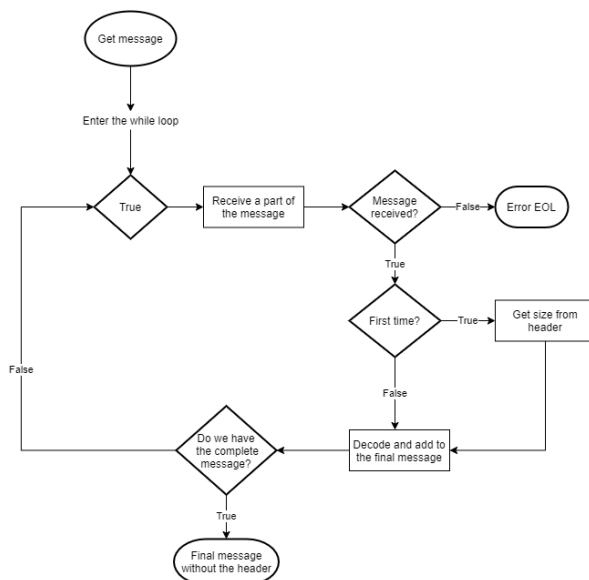 Get message
Enter the while loop
True
Receive a part of
the message
Message
received?
False
Error EOL
True
First time?
True
Get size from
header
False
False
Do we have
the complete
message?
Decode and add to
the final message
True
Final message
without the header